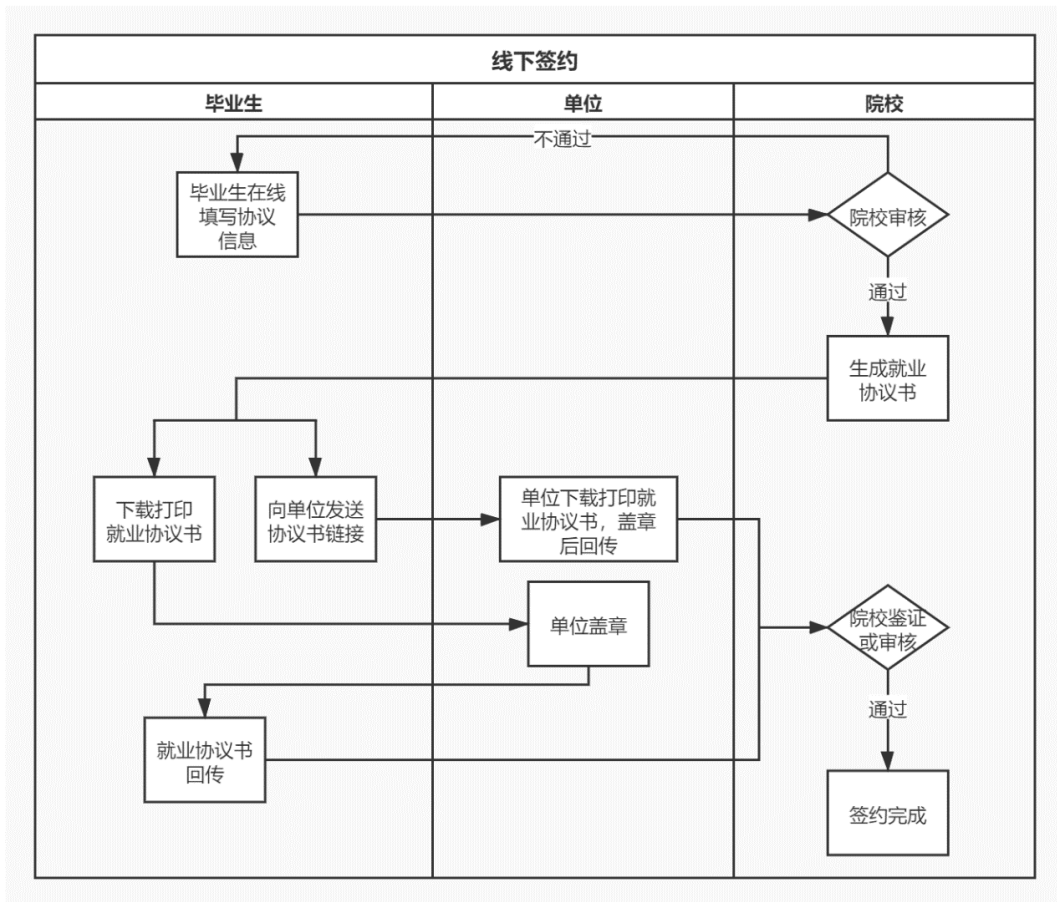 线下签约
毕业生
单位
院校
不通过
毕业生在线
填写协议
信息
院校审核
通过
生成就业
协议书
下载打印
就业协议书
向单位发送
协议书链接
单位下载打印就
业协议书，盖章
后回传
单位盖章
院校鉴证
或审核
通过
就业协议书
回传
签约完成